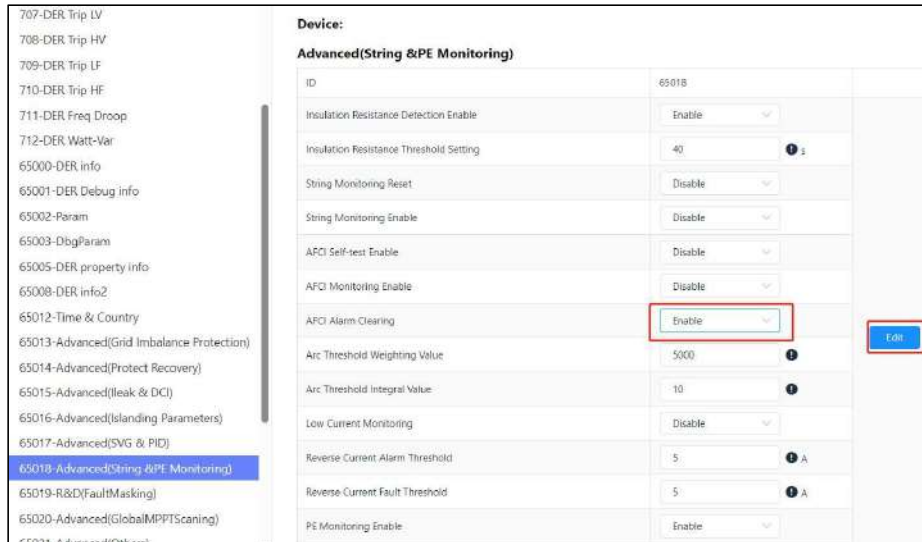 707-DER Trip LV
708-DER Trip HV
709-DER Trip LF
710-DER Trip HF
711-DER Freq Droop
712-DER Watt-Var
65000-DER info
65001-DER Debug info
65002-Param
65003-DbgParam
65005-DER property info
65008-DER info2
65012-Time & Country
65013-Advanced(Grid Imbalance Protection)
65014-Advanced(Protect Recovery)
65015-Advanced(Ileak & DCI)
65016-Advanced(Islanding Parameters)
65017-Advanced(SVG & PID)
65018-Advanced(String &PE Monitoring)
65019-R&D(FaultMasking)
65020-Advanced(GlobalMPPTScaning)
65021-Advanced(Others)
Device:
Advanced(String &PE Monitoring)
ID 65018
Insulation Resistance Detection Enable Enable
Insulation Resistance Threshold Setting 40 s
String Monitoring Reset Disable
String Monitoring Enable Disable
AFCI Self-test Enable Disable
AFCI Monitoring Enable Disable
AFCI Alarm Clearing Enable
Edit
Arc Threshold Weighting Value 5000
Arc Threshold Integral Value 10
Low Current Monitoring Disable
Reverse Current Alarm Threshold 5 A
Reverse Current Fault Threshold 5 A
PE Monitoring Enable Enable